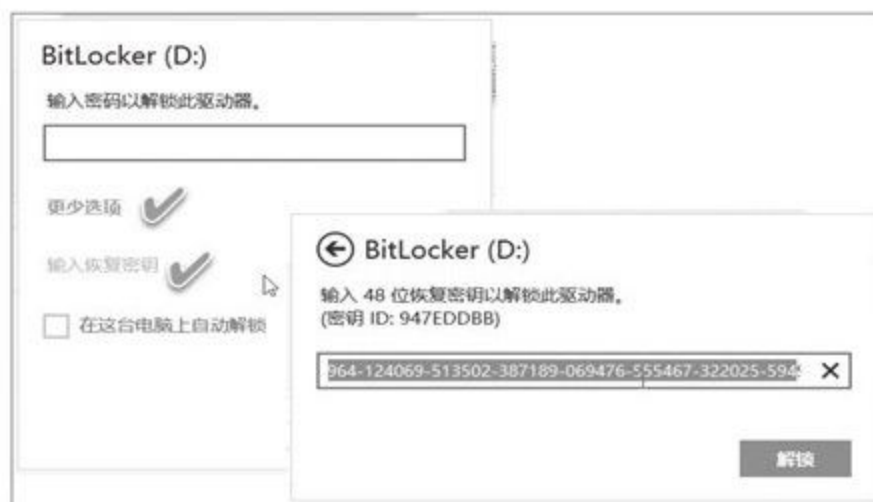 BitLocker (D:)
输入密码以解锁此驱动器。
更少选项
输入恢复密钥
在这台电脑上自动解锁
BitLocker (D:)
输入 48 位恢复密钥以解锁此驱动器。
(密钥 ID: 947EDDBB)
964-124069-513502-387189-069476-555467-322025-594
解锁